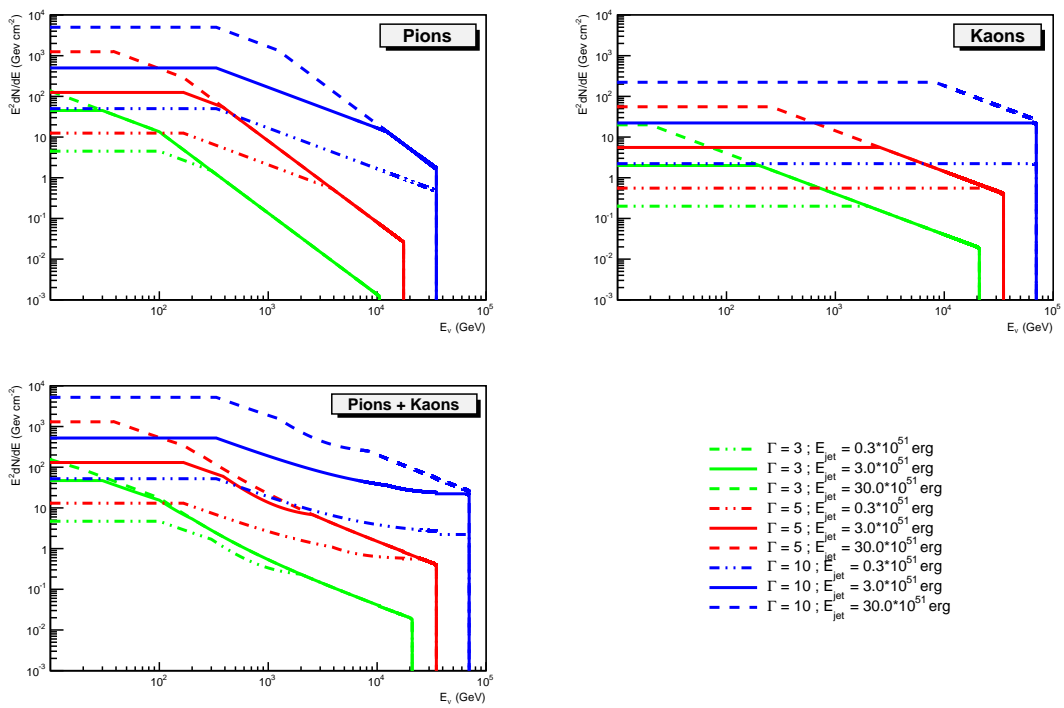 Pions
E²dN/dE (Gev cm⁻²)
10⁴
10³
10²
10
1
10⁻¹
10⁻²
10⁻³
10² 10³ 10⁴ 10⁵
E_ν (GeV)
Kaons
E²dN/dE (Gev cm⁻²)
10⁴
10³
10²
10
1
10⁻¹
10⁻²
10⁻³
10² 10³ 10⁴ 10⁵
E_ν (GeV)
Pions + Kaons
E²dN/dE (Gev cm⁻²)
10⁴
10³
10²
10
1
10⁻¹
10⁻²
10⁻³
10² 10³ 10⁴ 10⁵
E_ν (GeV)
Γ = 3 ; E_jet = 0.3*10⁵¹ erg
Γ = 3 ; E_jet = 3.0*10⁵¹ erg
Γ = 3 ; E_jet = 30.0*10⁵¹ erg
Γ = 5 ; E_jet = 0.3*10⁵¹ erg
Γ = 5 ; E_jet = 3.0*10⁵¹ erg
Γ = 5 ; E_jet = 30.0*10⁵¹ erg
Γ = 10 ; E_jet = 0.3*10⁵¹ erg
Γ = 10 ; E_jet = 3.0*10⁵¹ erg
Γ = 10 ; E_jet = 30.0*10⁵¹ erg